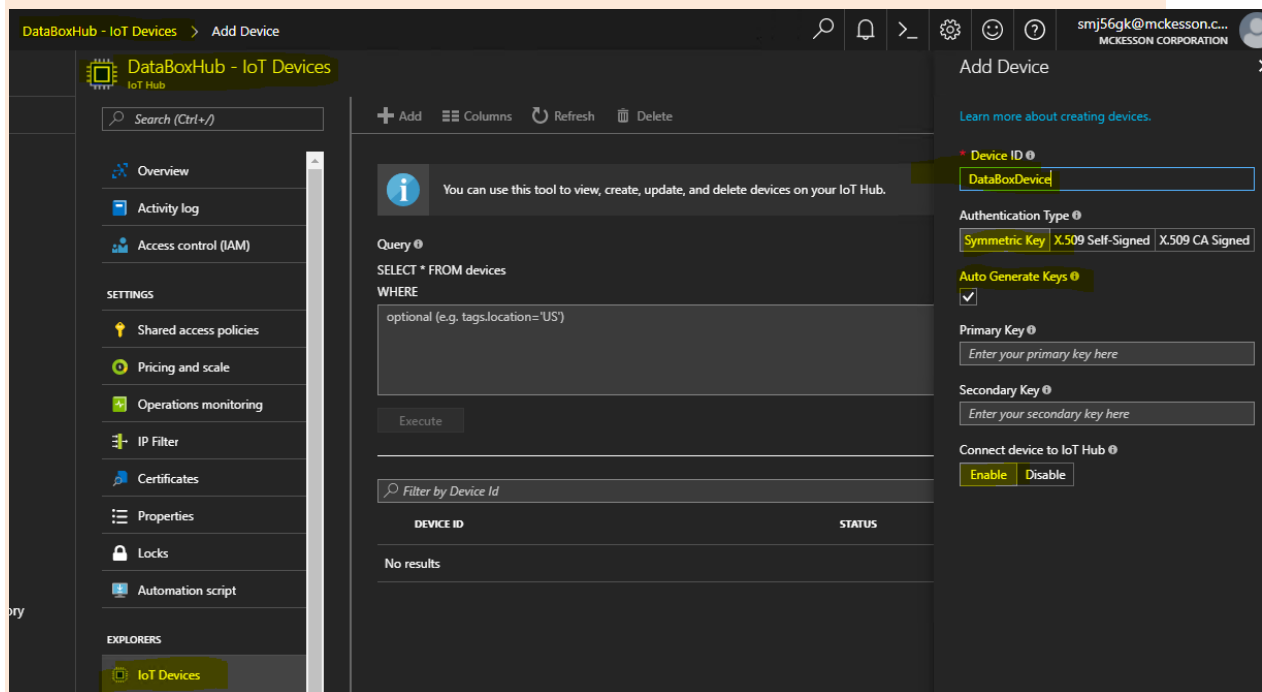 DataBoxHub - IoT Devices > Add Device
smj56gk@mckesson.c...
MCKESSON CORPORATION
DataBoxHub - IoT Devices
IoT Hub
Search (Ctrl+/)
Overview
Activity log
Access control (IAM)
SETTINGS
Shared access policies
Pricing and scale
Operations monitoring
IP Filter
Certificates
Properties
Locks
Automation script
ory
EXPLORERS
IoT Devices
Add Columns Refresh Delete
You can use this tool to view, create, update, and delete devices on your IoT Hub.
Query
SELECT * FROM devices
WHERE
optional (e.g. tags.location='US')
Execute
Filter by Device Id
DEVICE ID STATUS
No results
Add Device
Learn more about creating devices.
* Device ID
DataBoxDevice
Authentication Type
Symmetric Key X.509 Self-Signed X.509 CA Signed
Auto Generate Keys
Primary Key
Enter your primary key here
Secondary Key
Enter your secondary key here
Connect device to IoT Hub
Enable Disable